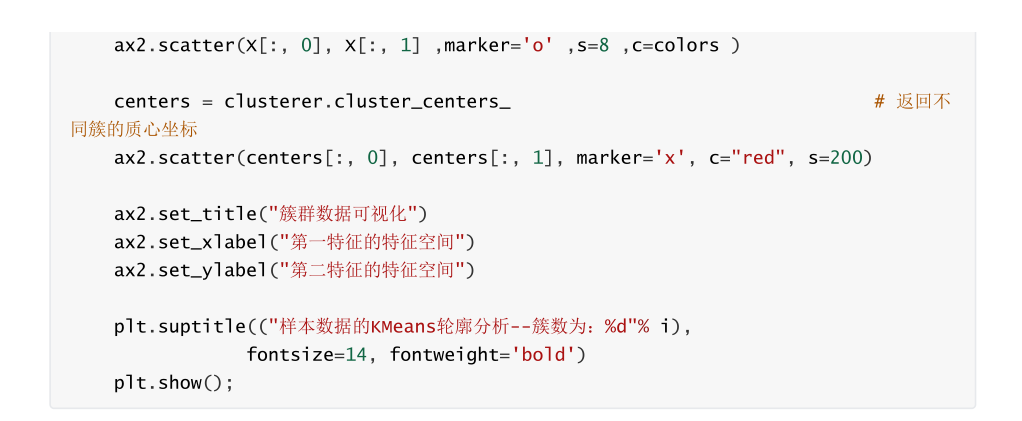 ax2.scatter(X[:, 0], X[:, 1] ,marker='o' ,s=8 ,c=colors )
centers = clusterer.cluster_centers_ # 返回不
同簇的质心坐标
ax2.scatter(centers[:, 0], centers[:, 1], marker='x', c="red", s=200)
ax2.set_title("簇群数据可视化")
ax2.set_xlabel("第一特征的特征空间")
ax2.set_ylabel("第二特征的特征空间")
plt.suptitle(("样本数据的KMeans轮廓分析--簇数为: %d"% i),
fontsize=14, fontweight='bold')
plt.show();